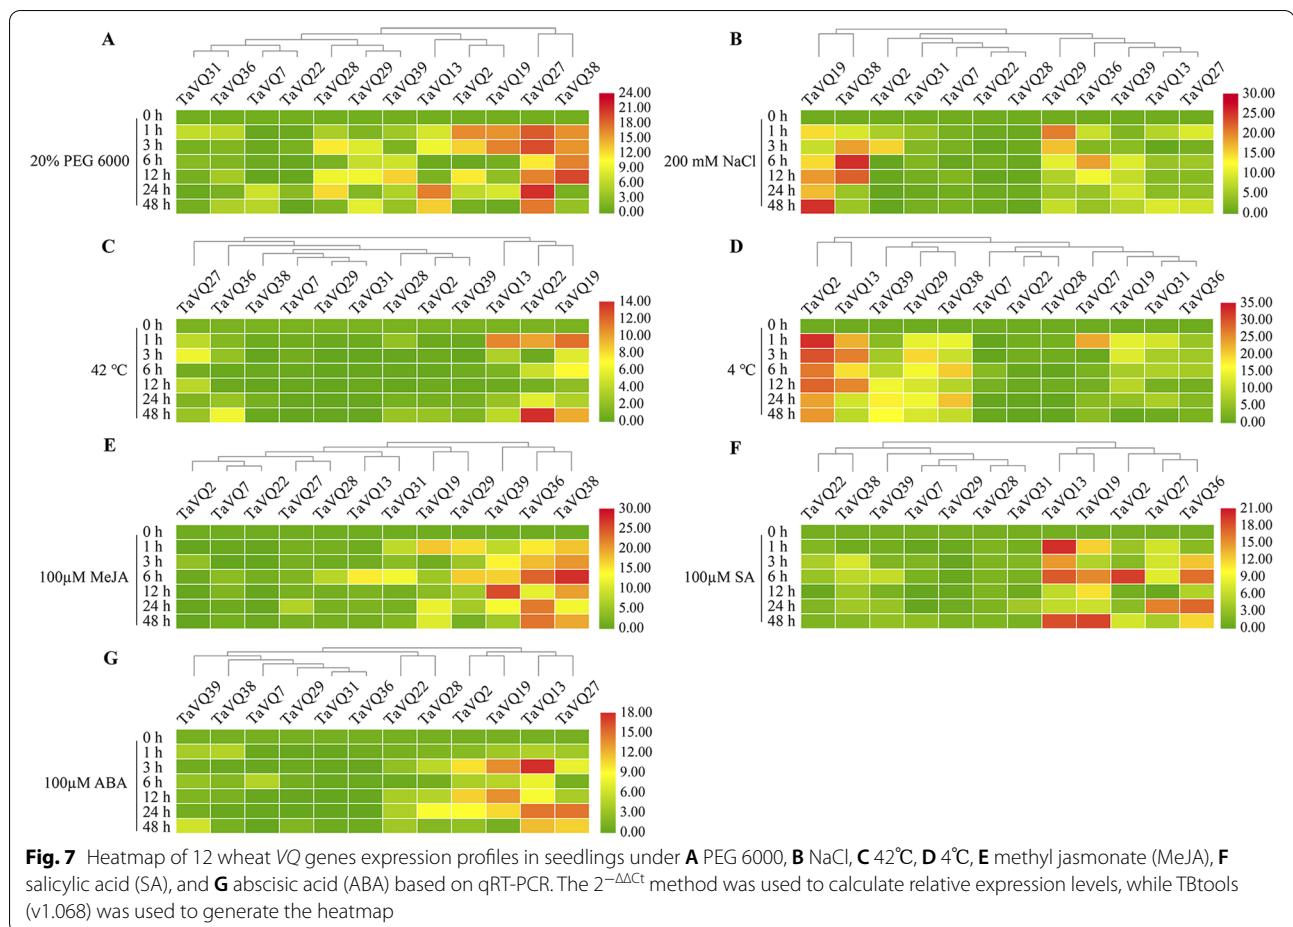 A
TaVQ31 TaVQ36 TaVQ7 TaVQ22 TaVQ28 TaVQ29 TaVQ39 TaVQ13 TaVQ2 TaVQ19 TaVQ27 TaVQ38
20% PEG 6000
0 h
1 h
3 h
6 h
12 h
24 h
48 h
24.00
21.00
18.00
15.00
12.00
9.00
6.00
3.00
0.00
B
TaVQ19 TaVQ38 TaVQ2 TaVQ31 TaVQ7 TaVQ22 TaVQ28 TaVQ29 TaVQ36 TaVQ39 TaVQ13 TaVQ27
200 mM NaCl
0 h
1 h
3 h
6 h
12 h
24 h
48 h
30.00
25.00
20.00
15.00
10.00
5.00
0.00
C
TaVQ27 TaVQ36 TaVQ38 TaVQ7 TaVQ29 TaVQ31 TaVQ28 TaVQ2 TaVQ39 TaVQ13 TaVQ22 TaVQ19
42 °C
0 h
1 h
3 h
6 h
12 h
24 h
48 h
14.00
12.00
10.00
8.00
6.00
4.00
2.00
0.00
D
TaVQ2 TaVQ13 TaVQ39 TaVQ29 TaVQ38 TaVQ7 TaVQ22 TaVQ28 TaVQ27 TaVQ19 TaVQ31 TaVQ36
4 °C
0 h
1 h
3 h
6 h
12 h
24 h
48 h
35.00
30.00
25.00
20.00
15.00
10.00
5.00
0.00
E
TaVQ2 TaVQ7 TaVQ22 TaVQ27 TaVQ28 TaVQ13 TaVQ31 TaVQ19 TaVQ29 TaVQ39 TaVQ36 TaVQ38
100μM MeJA
0 h
1 h
3 h
6 h
12 h
24 h
48 h
30.00
25.00
20.00
15.00
10.00
5.00
0.00
F
TaVQ22 TaVQ38 TaVQ39 TaVQ7 TaVQ29 TaVQ28 TaVQ31 TaVQ13 TaVQ19 TaVQ2 TaVQ27 TaVQ36
100μM SA
0 h
1 h
3 h
6 h
12 h
24 h
48 h
21.00
18.00
15.00
12.00
9.00
6.00
3.00
0.00
G
TaVQ39 TaVQ38 TaVQ7 TaVQ29 TaVQ31 TaVQ36 TaVQ22 TaVQ28 TaVQ2 TaVQ19 TaVQ13 TaVQ27
100μM ABA
0 h
1 h
3 h
6 h
12 h
24 h
48 h
18.00
15.00
12.00
9.00
6.00
3.00
0.00
Fig. 7 Heatmap of 12 wheat VQ genes expression profiles in seedlings under A PEG 6000, B NaCl, C 42℃, D 4℃, E methyl jasmonate (MeJA), F
salicylic acid (SA), and G abscisic acid (ABA) based on qRT-PCR. The 2−ΔΔCt method was used to calculate relative expression levels, while TBtools
(v1.068) was used to generate the heatmap